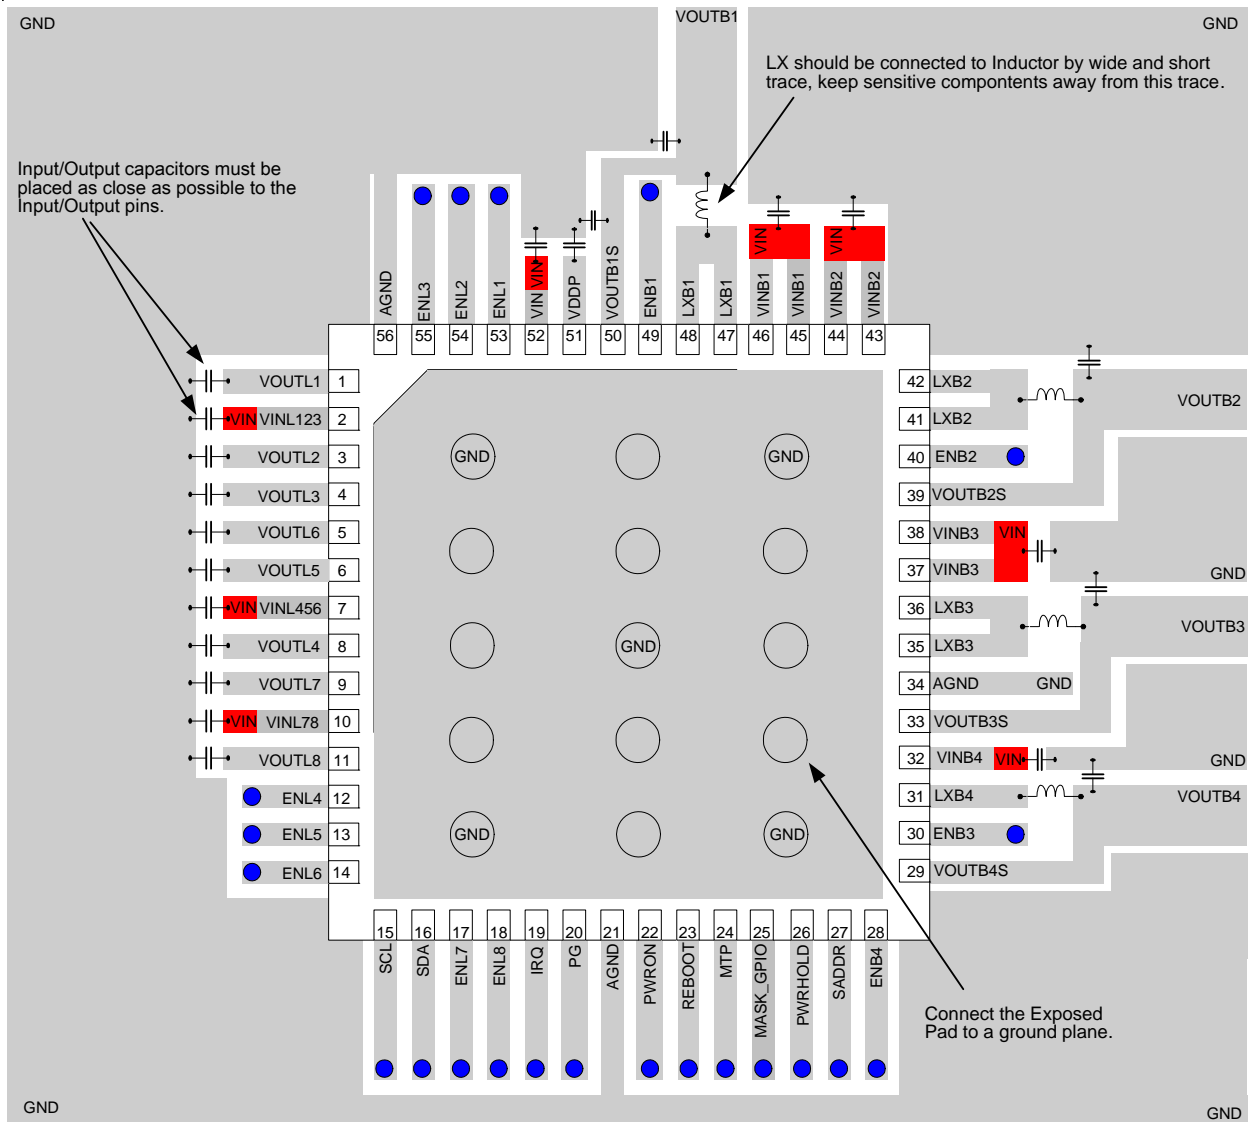 GND
VOUTB1
GND
LX should be connected to Inductor by wide and short
trace, keep sensitive compontents away from this trace.
Input/Output capacitors must be
placed as close as possible to the
Input/Output pins.
AGND
ENL3
ENL2
ENL1
VIN VIN
VDDP
VOUTB1S
ENB1
LXB1
LXB1
VINB1
VIN
VINB1
VINB2
VIN
VINB2
56
55
54
53
52
51
50
49
48
47
46
45
44
43
VOUTL1 1
VIN VINL123 2
VOUTL2 3
VOUTL3 4
VOUTL6 5
VOUTL5 6
VIN VINL456 7
VOUTL4 8
VOUTL7 9
VIN VINL78 10
VOUTL8 11
ENL4 12
ENL5 13
ENL6 14
GND
GND
GND
GND
GND
42 LXB2
VOUTB2
41 LXB2
40 ENB2
39 VOUTB2S
38 VINB3 VIN
37 VINB3
GND
36 LXB3
VOUTB3
35 LXB3
34 AGND GND
33 VOUTB3S
32 VINB4 VIN
GND
31 LXB4
VOUTB4
30 ENB3
29 VOUTB4S
15
16
17
18
19
20
21
22
23
24
25
26
27
28
SCL
SDA
ENL7
ENL8
IRQ
PG
AGND
PWRON
REBOOT
MTP
MASK_GPIO
PWRHOLD
SADDR
ENB4
Connect the Exposed
Pad to a ground plane.
GND
GND